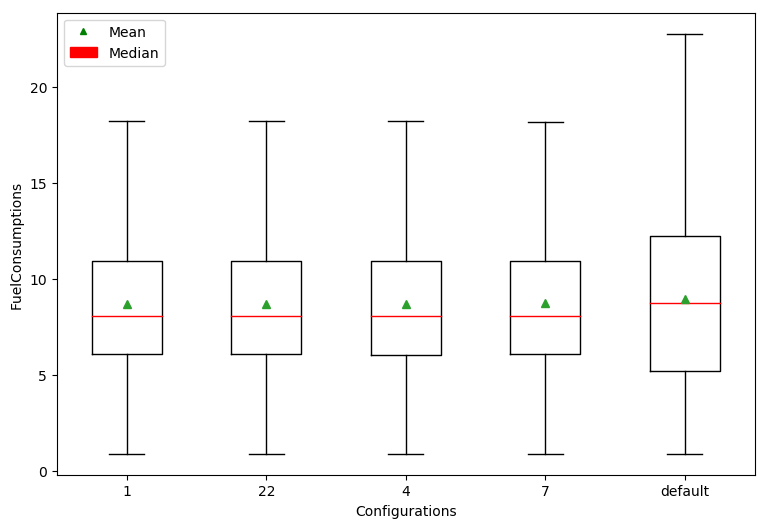 Mean
Median
FuelConsumptions
20
15
10
5
0
1 22 4 7 default
Configurations